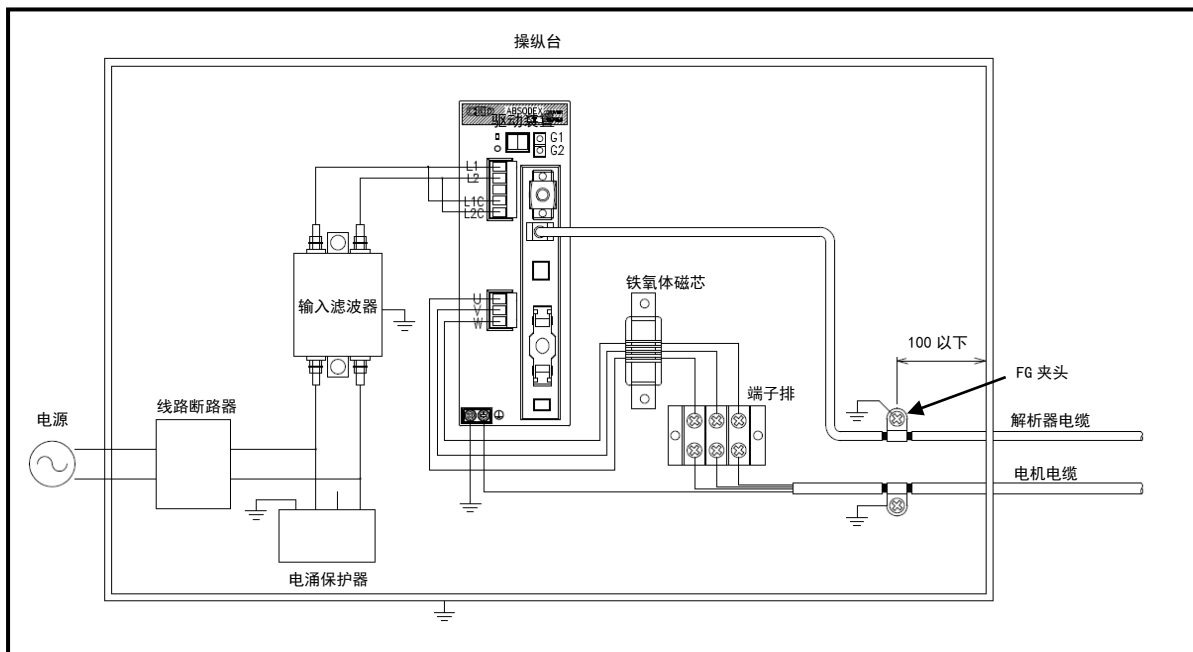 操纵台
ABSODEX
驱动装置
G1
G2
L1
L2
L1C
L2C
输入滤波器
U
V
W
铁氧体磁芯
100 以下
FG 夹头
端子排
线路断路器
电源
解析器电缆
电机电缆
电涌保护器